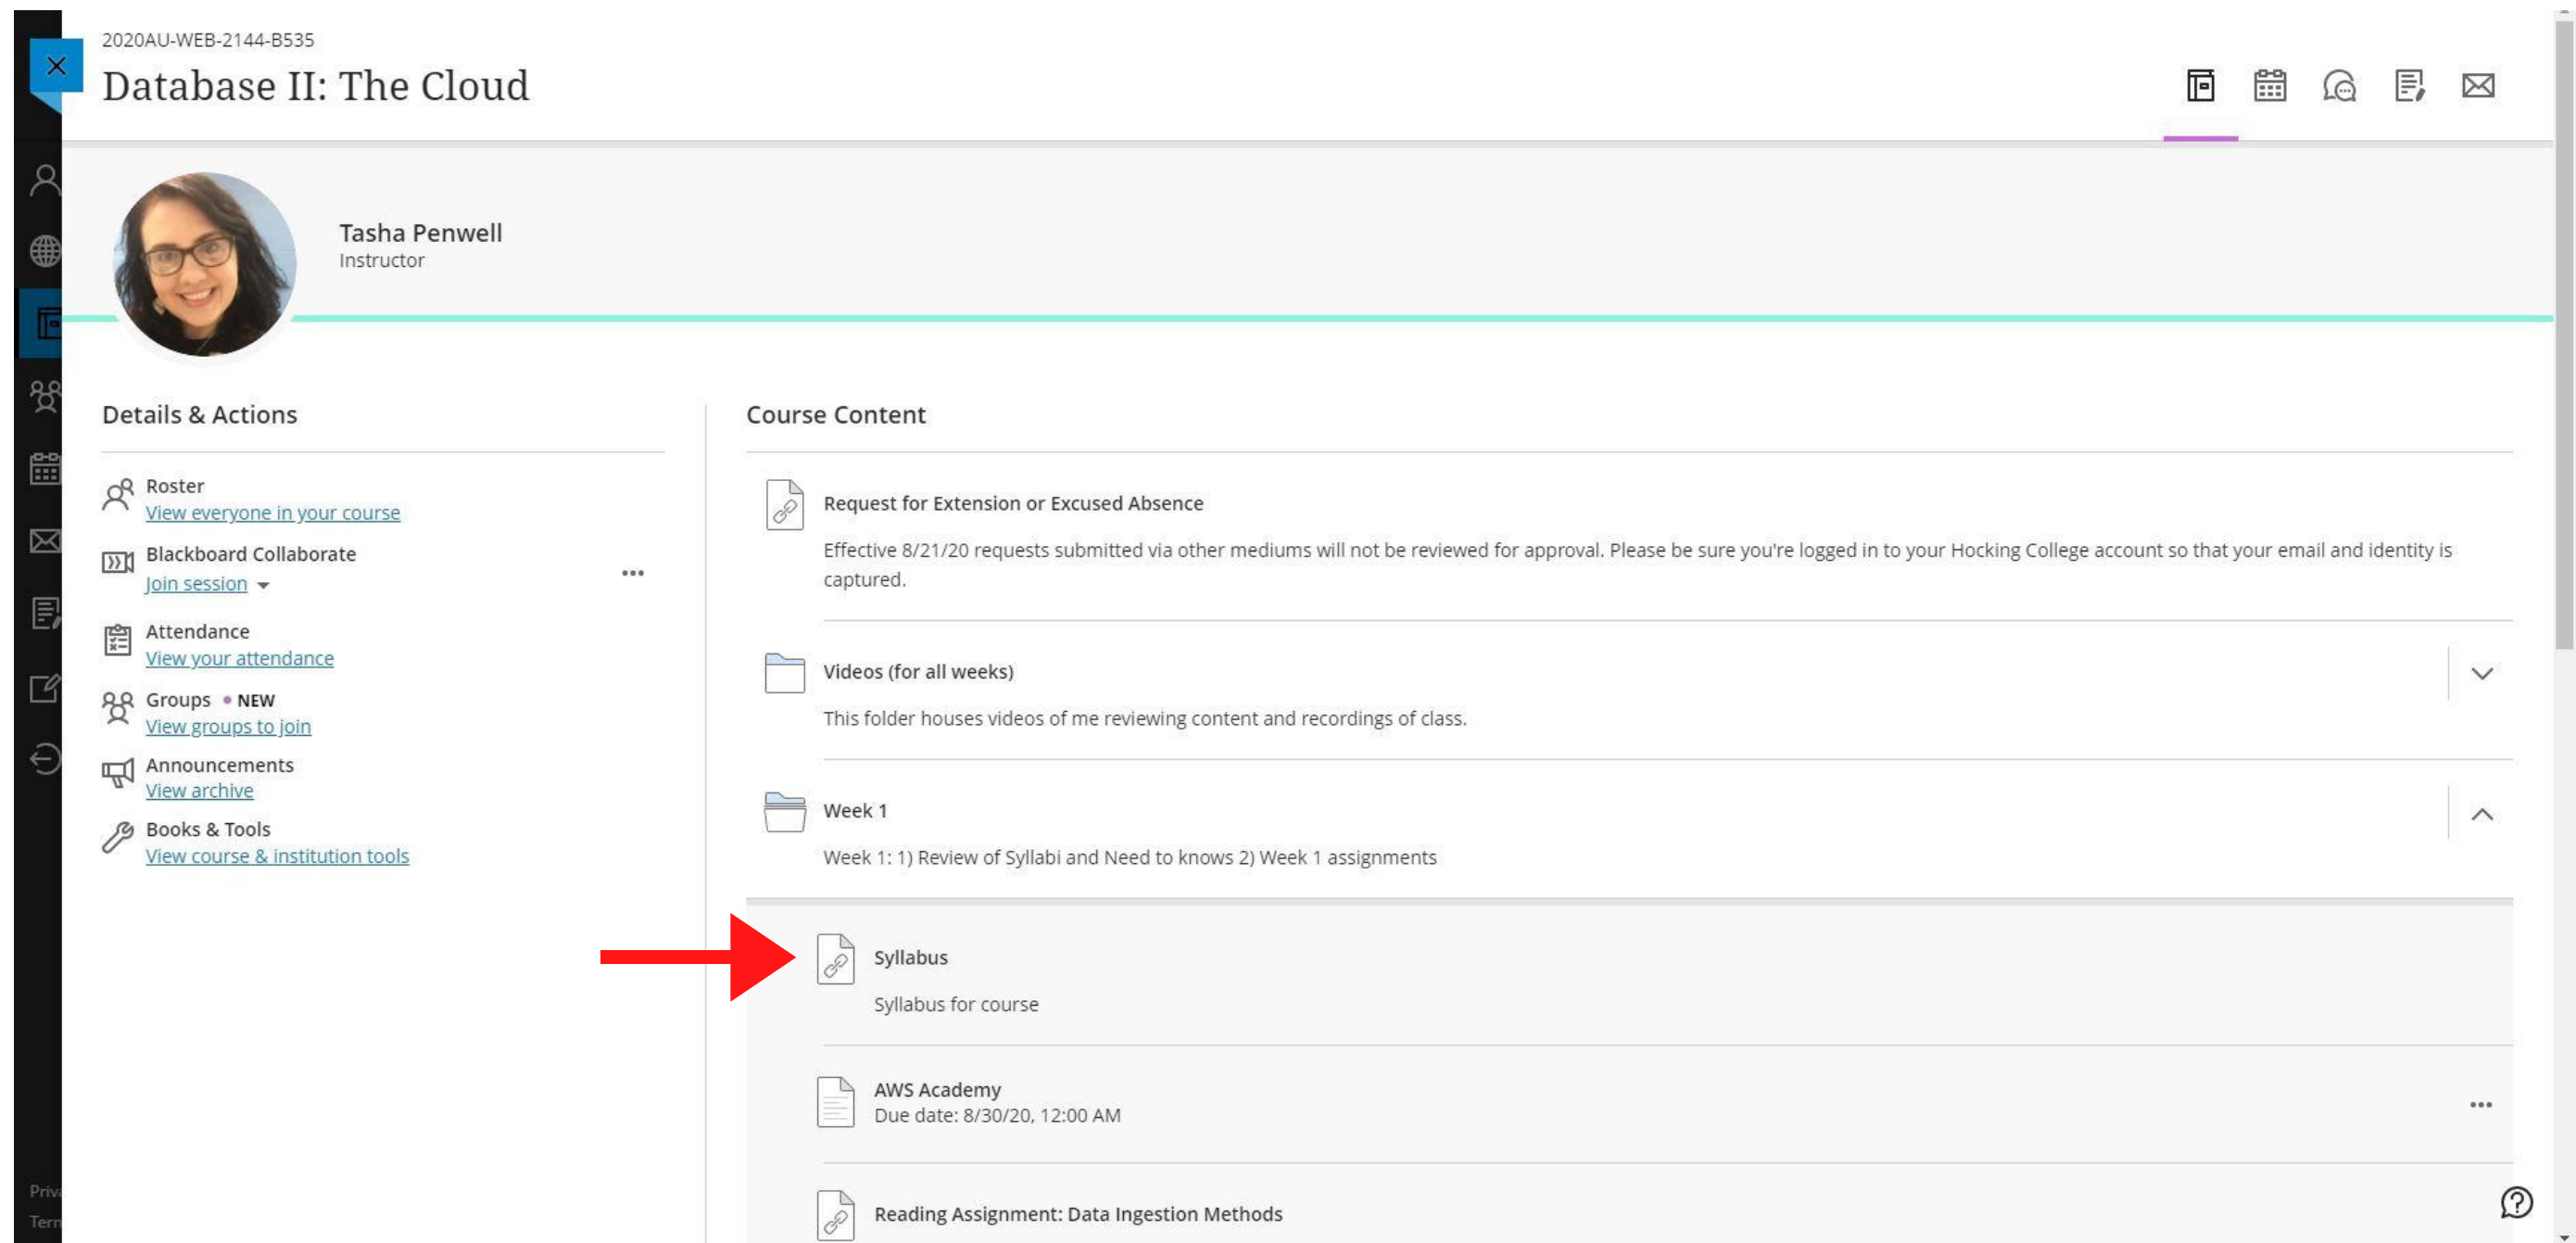 2020AU-WEB-2144-B535
Database II: The Cloud
Tasha Penwell
Instructor
Details & Actions
Roster
View everyone in your course
Blackboard Collaborate
Join session
Attendance
View your attendance
Groups • NEW
View groups to join
Announcements
View archive
Books & Tools
View course & institution tools
Course Content
Request for Extension or Excused Absence
Effective 8/21/20 requests submitted via other mediums will not be reviewed for approval. Please be sure you're logged in to your Hocking College account so that your email and identity is
captured.
Videos (for all weeks)
This folder houses videos of me reviewing content and recordings of class.
Week 1
Week 1: 1) Review of Syllabi and Need to knows 2) Week 1 assignments
Syllabus
Syllabus for course
AWS Academy
Due date: 8/30/20, 12:00 AM
Reading Assignment: Data Ingestion Methods